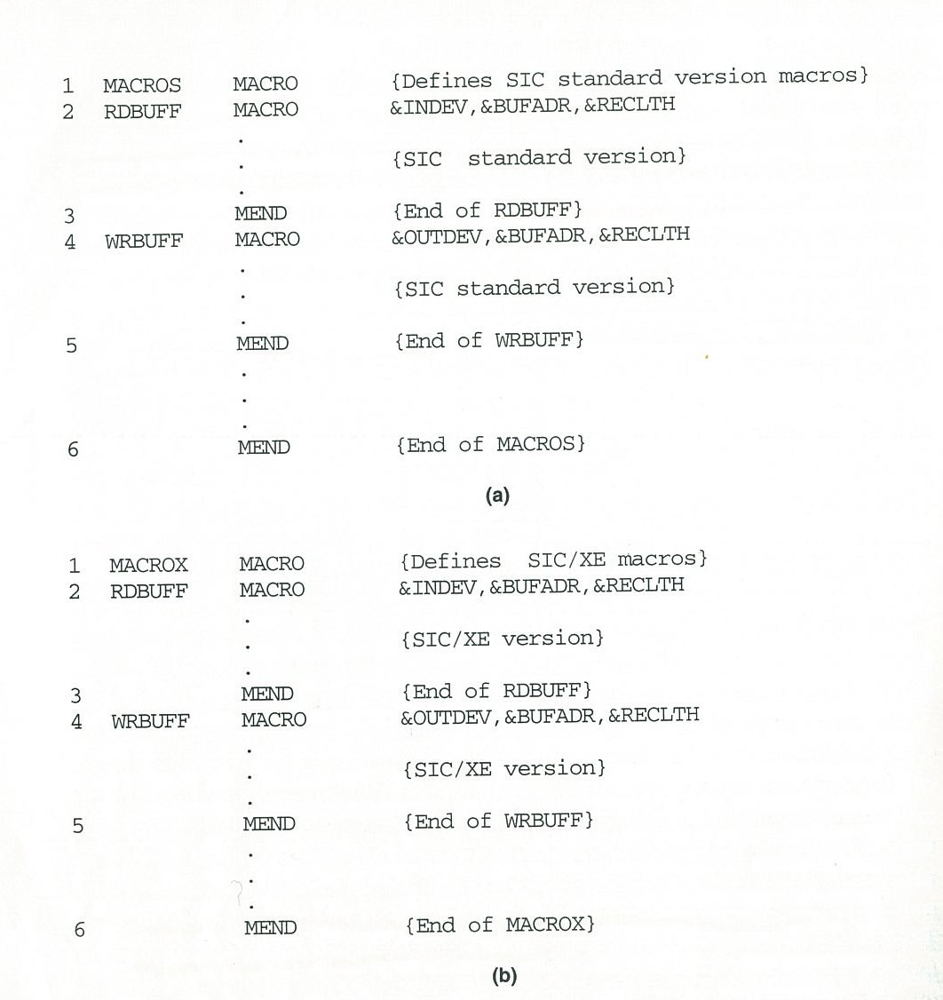 1 MACROS MACRO {Defines SIC standard version macros}
2 RDBUFF MACRO &INDEV,&BUFADR,&RECLTH
.
. {SIC standard version}
.
3 MEND {End of RDBUFF}
4 WRBUFF MACRO &OUTDEV,&BUFADR,&RECLTH
.
. {SIC standard version}
.
5 MEND {End of WRBUFF}
.
.
.
6 MEND {End of MACROS}
(a)
1 MACROX MACRO {Defines SIC/XE macros}
2 RDBUFF MACRO &INDEV,&BUFADR,&RECLTH
.
. {SIC/XE version}
.
3 MEND {End of RDBUFF}
4 WRBUFF MACRO &OUTDEV,&BUFADR,&RECLTH
.
. {SIC/XE version}
.
5 MEND {End of WRBUFF}
.
.
.
6 MEND {End of MACROX}
(b)